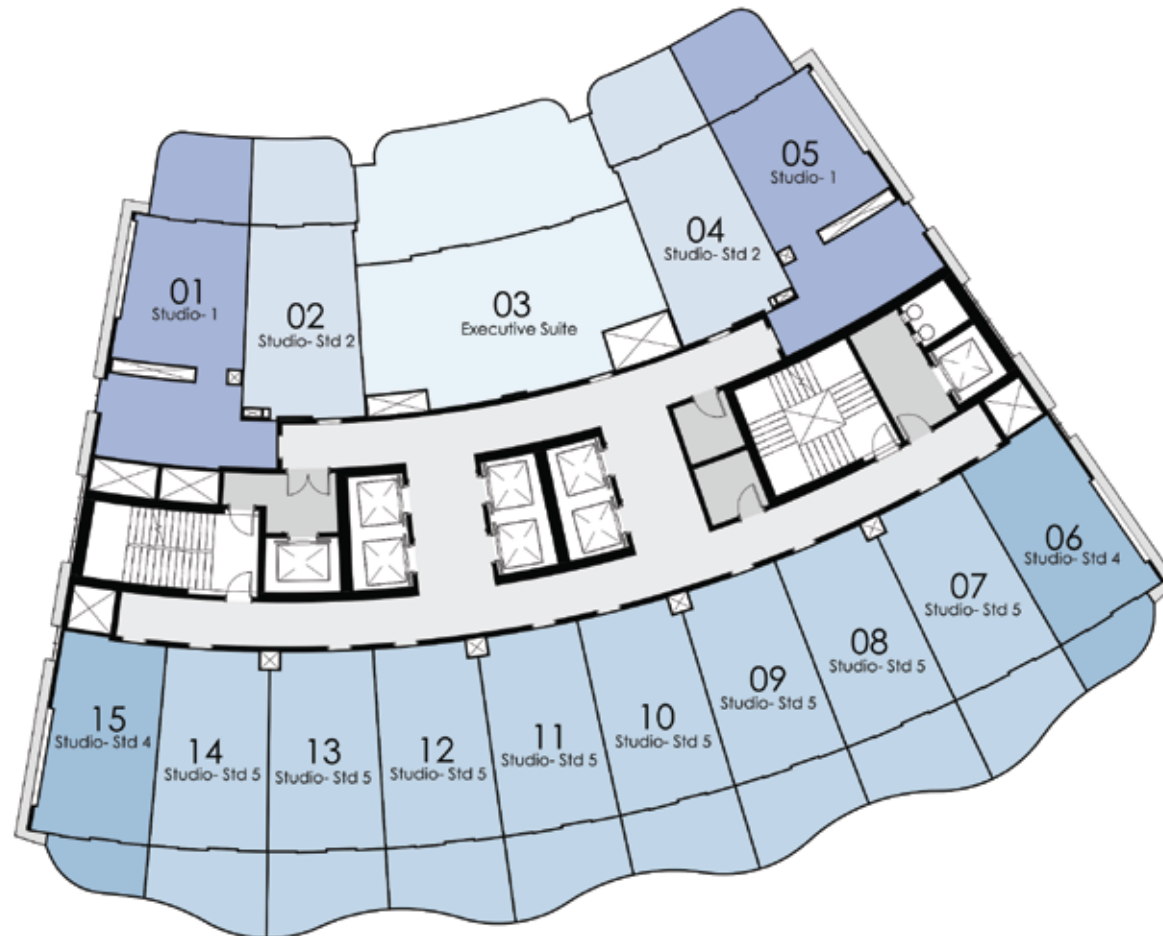 01
Studio- 1
02
Studio- Std 2
03
Executive Suite
04
Studio- Std 2
05
Studio- 1
06
Studio- Std 4
07
Studio- Std 5
08
Studio- Std 5
09
Studio- Std 5
10
Studio- Std 5
11
Studio- Std 5
12
Studio- Std 5
13
Studio- Std 5
14
Studio- Std 5
15
Studio- Std 4